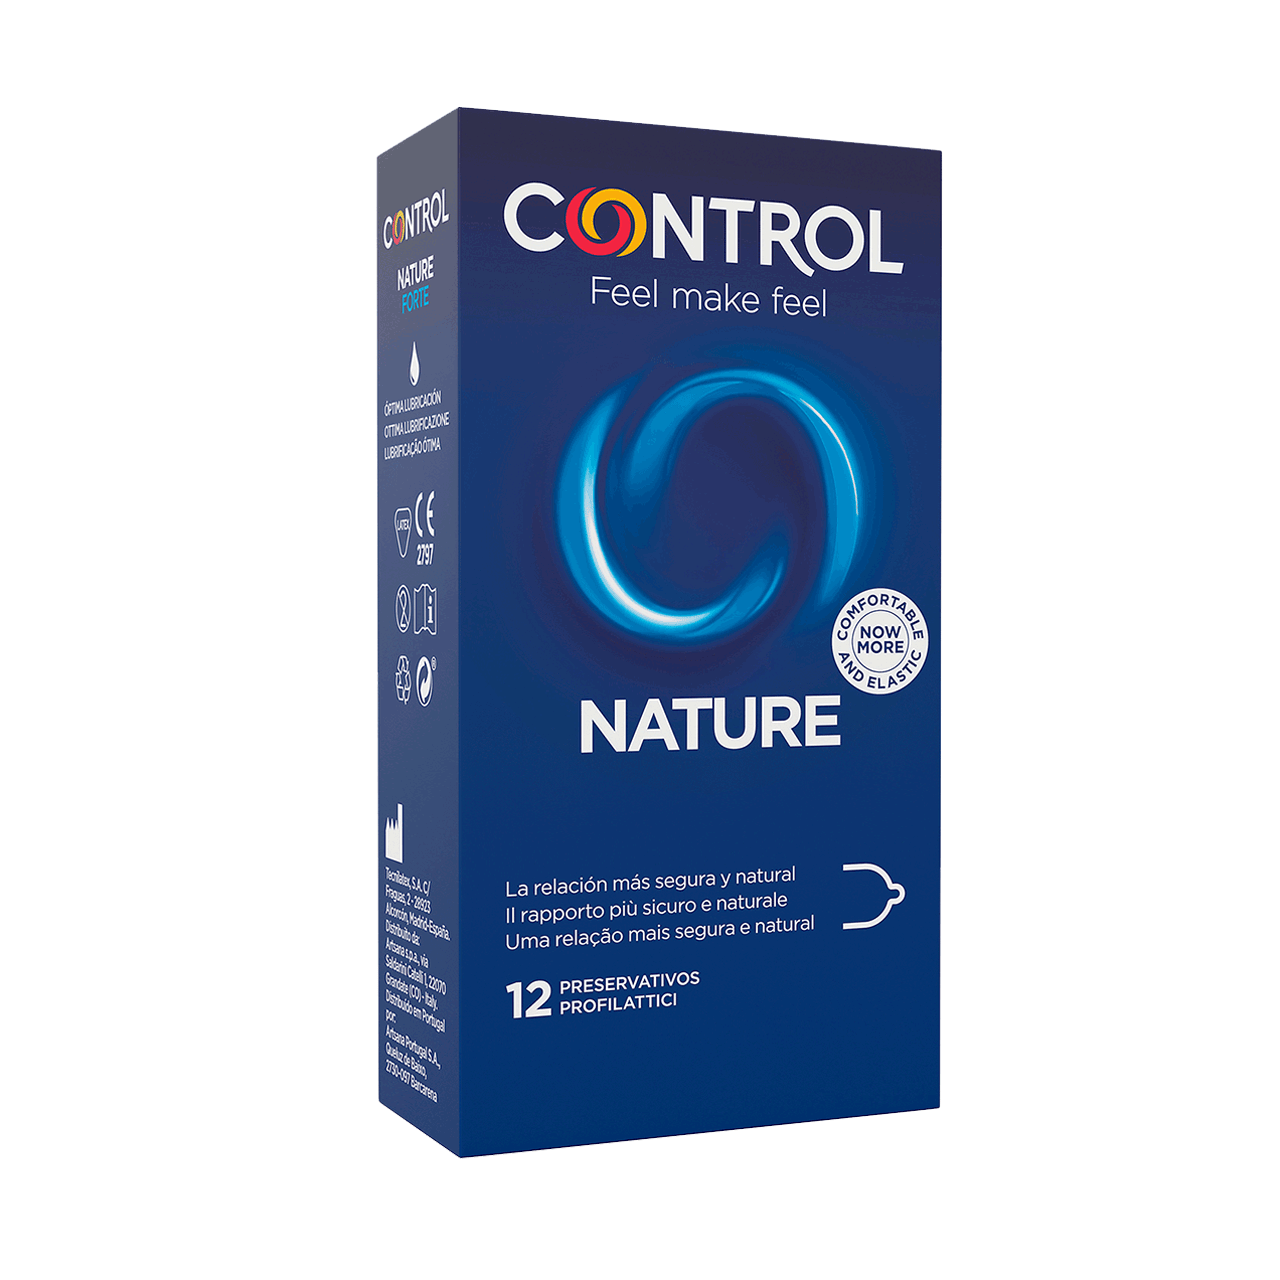 CONTROL
Feel make feel
COMFORTABLE
NOW
MORE
AND ELASTIC
NATURE
La relación más segura y natural
Il rapporto più sicuro e naturale
Uma relação mais segura e natural
12 PRESERVATIVOS
PROFILATTICI
CONTROL
NATURE
FORTE
ÓPTIMA LUBRICACIÓN
OTTIMA LUBRIFICAZIONE
LUBRIFICAÇÃO ÓTIMA
LATEX
CE
2797
2
i
®
Tecnilatex, S.A. C/
Fraguas, 2 - 28923
Alcorcón, Madrid-España.
Distribuito da:
Artsana s.p.a., via
Saldarini Catelli 1, 22070
Grandate (CO) - Italy.
Distribuido em Portugal
por:
Artsana Portugal S.A.,
Queluz de Baixo,
2730-097 Barcarena